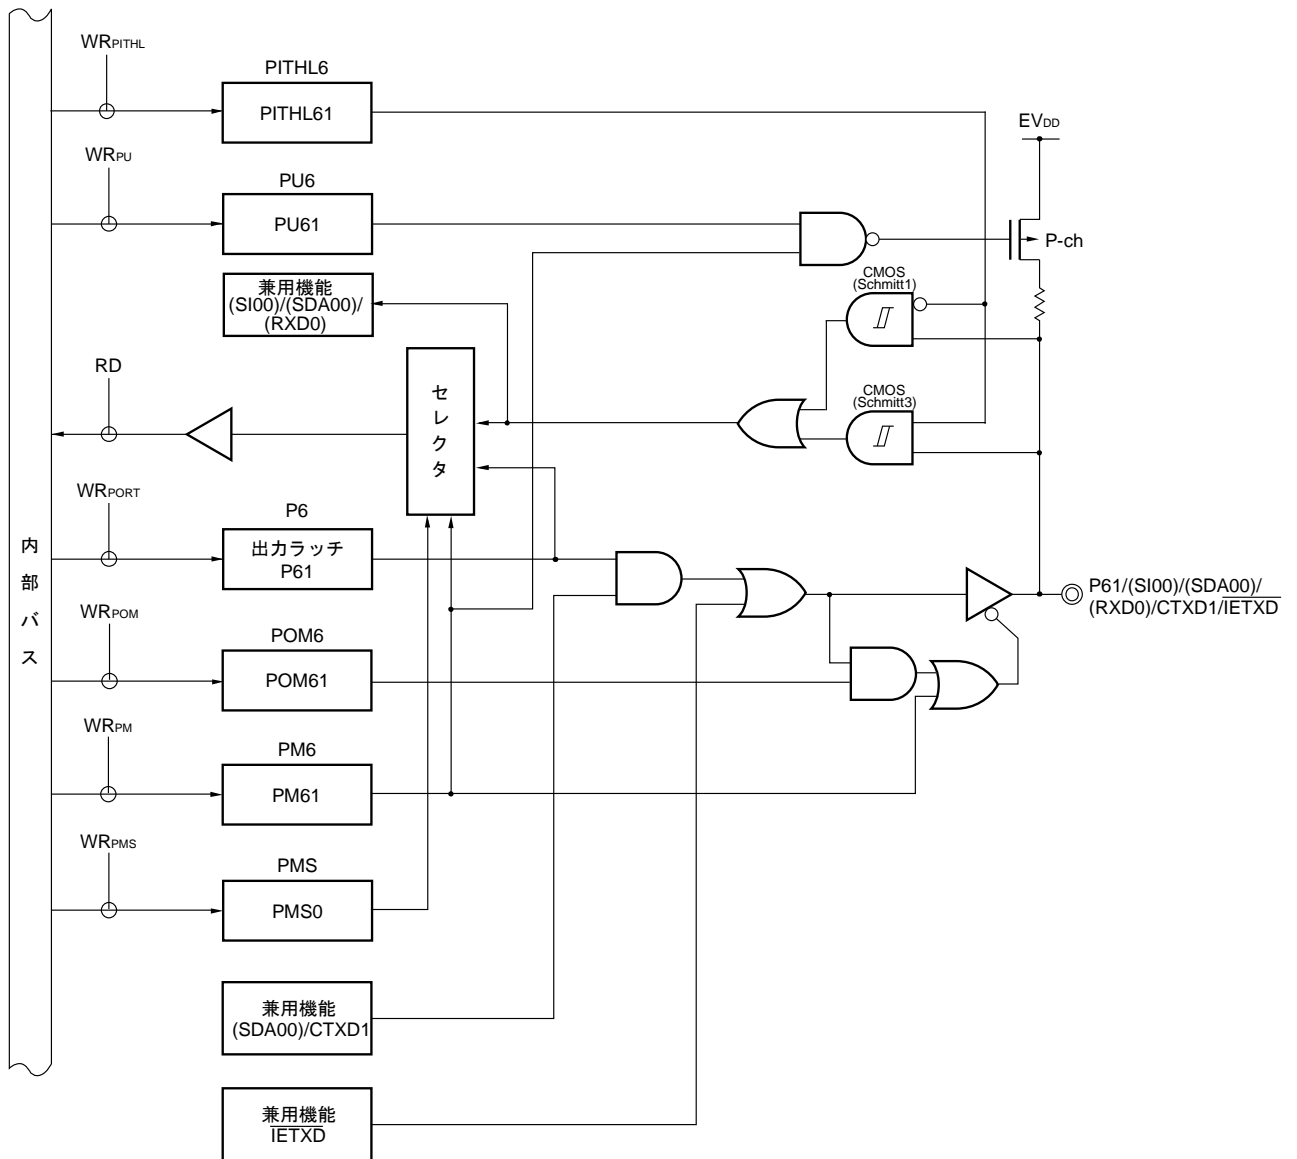 WRPITHL
PITHL6
PITHL61
EVDD
WRPU
PU6
PU61
P-ch
兼用機能
(SI00)/(SDA00)/
(RXD0)
CMOS
(Schmitt1)
RD
セレクタ
CMOS
(Schmitt3)
WRPORT
P6
出力ラッチ
P61
内部バス
P61/(SI00)/(SDA00)/
(RXD0)/CTXD1/IETXD
WRPOM
POM6
POM61
WRPM
PM6
PM61
WRPMS
PMS
PMS0
兼用機能
(SDA00)/CTXD1
兼用機能
IETXD